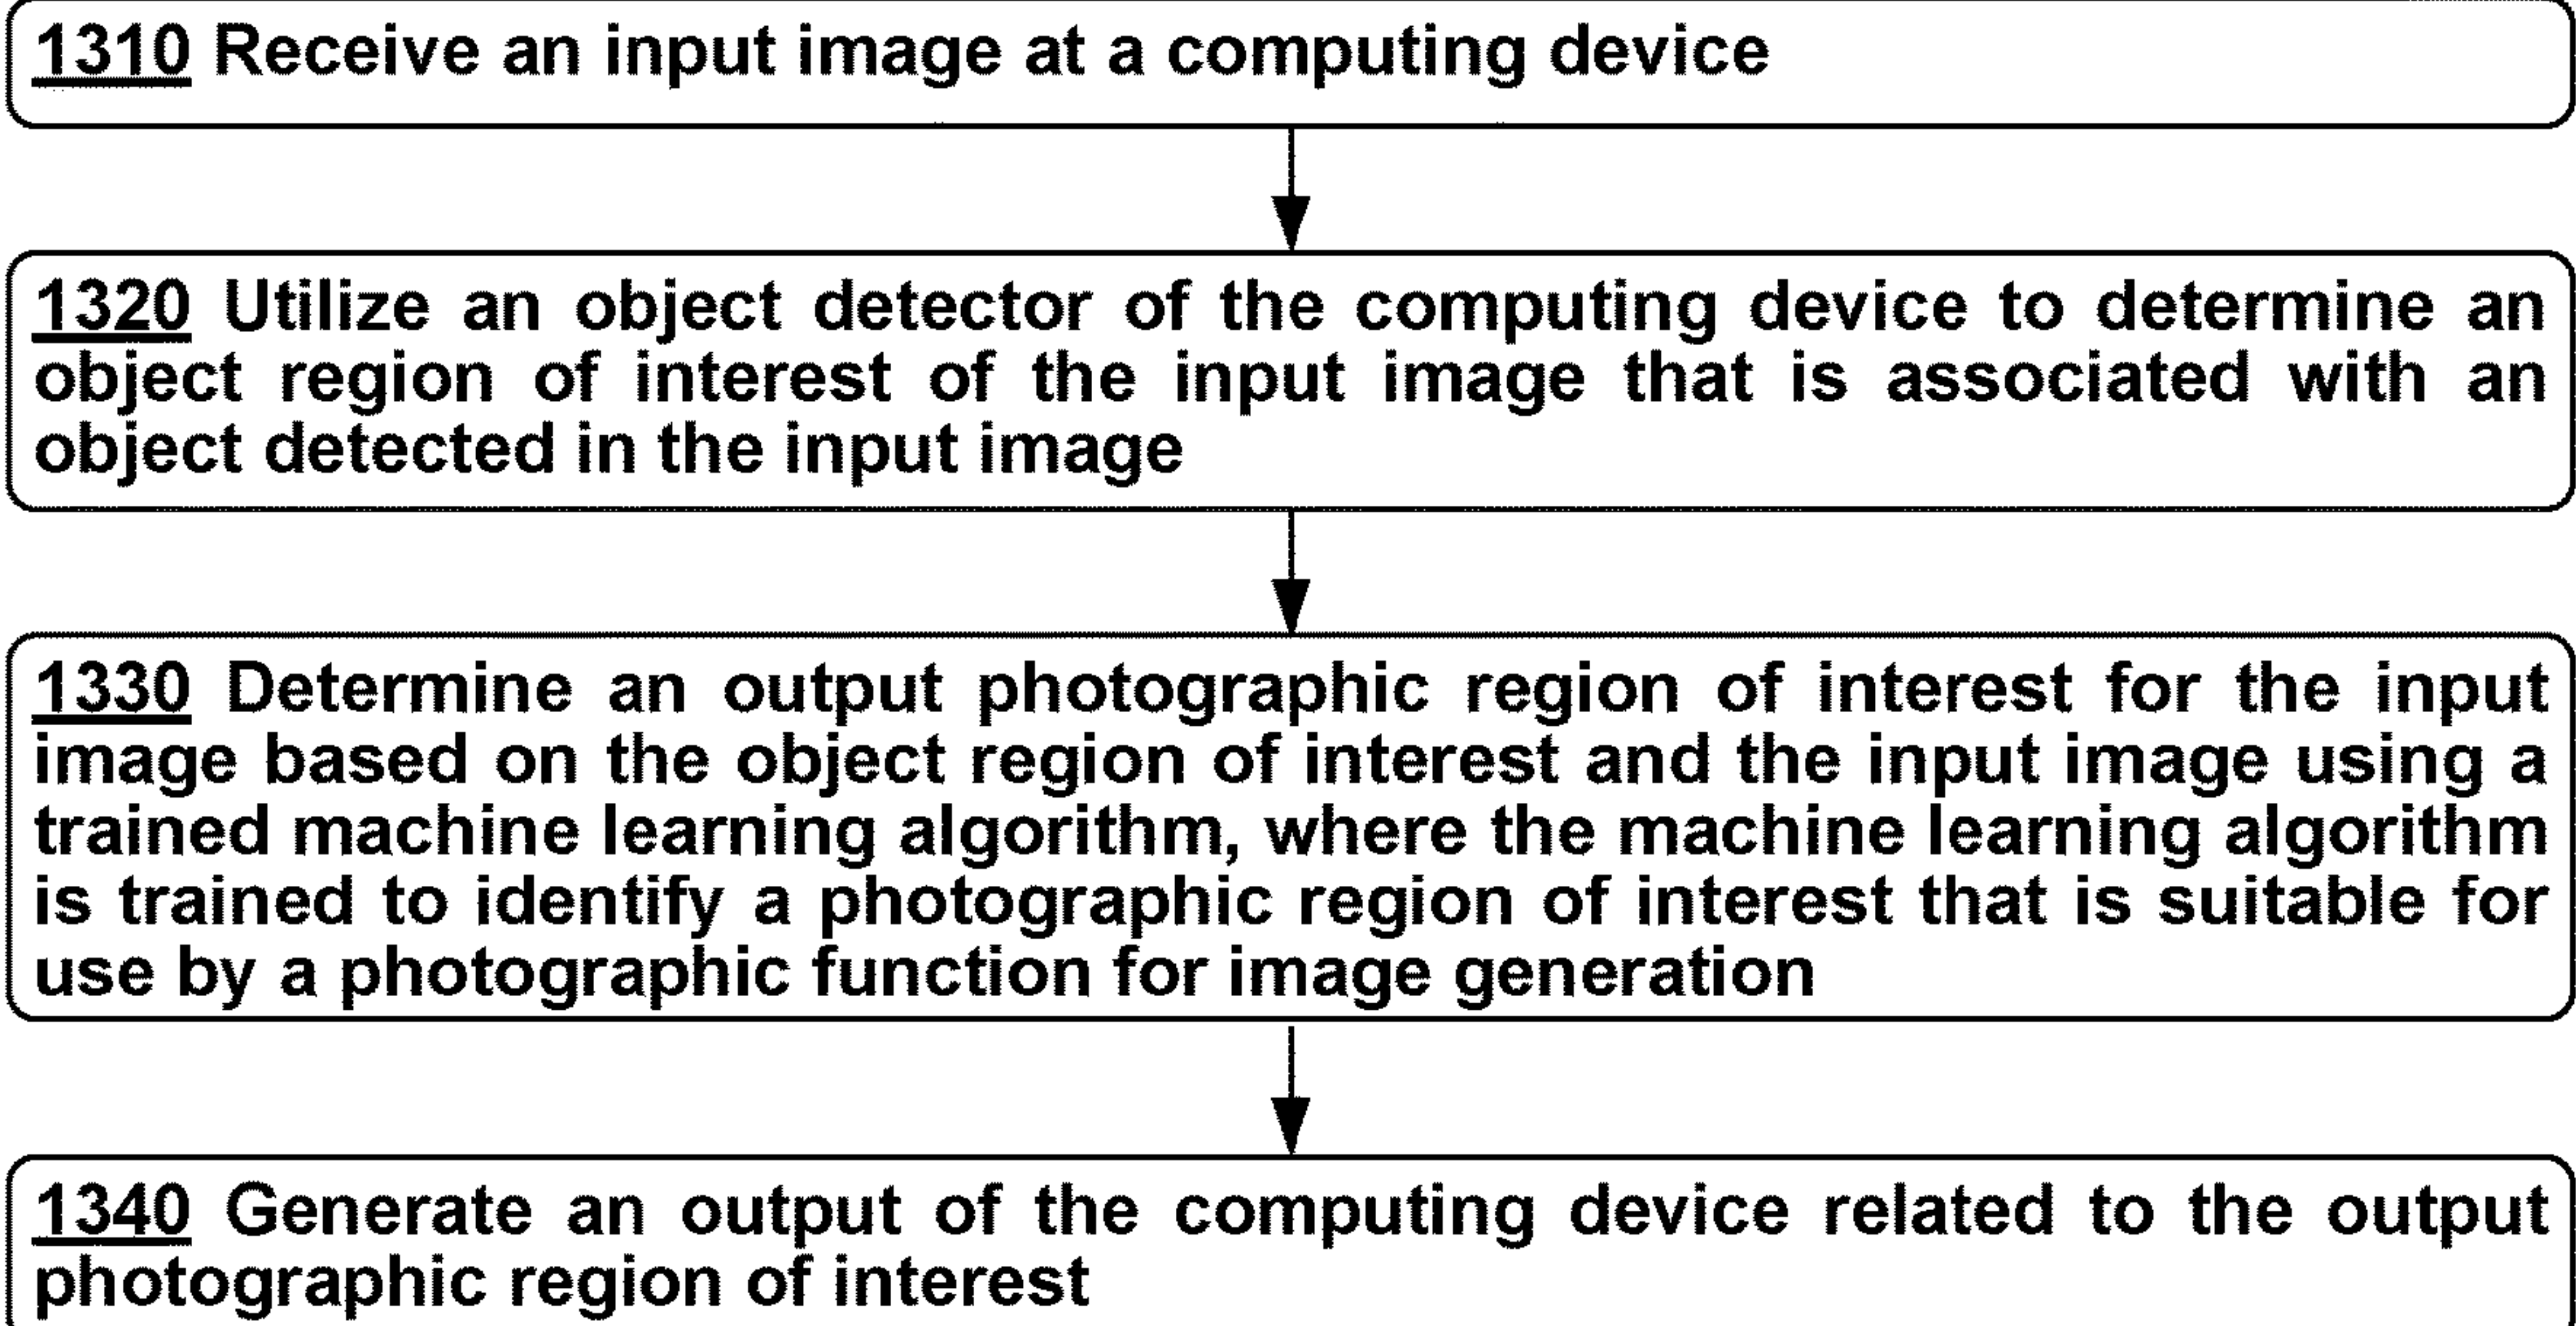 1310 Receive an input image at a computing device
1320 Utilize an object detector of the computing device to determine an
object region of interest of the input image that is associated with an
object detected in the input image
1330 Determine an output photographic region of interest for the input
image based on the object region of interest and the input image using a
trained machine learning algorithm, where the machine learning algorithm
is trained to identify a photographic region of interest that is suitable for
use by a photographic function for image generation
1340 Generate an output of the computing device related to the output
photographic region of interest